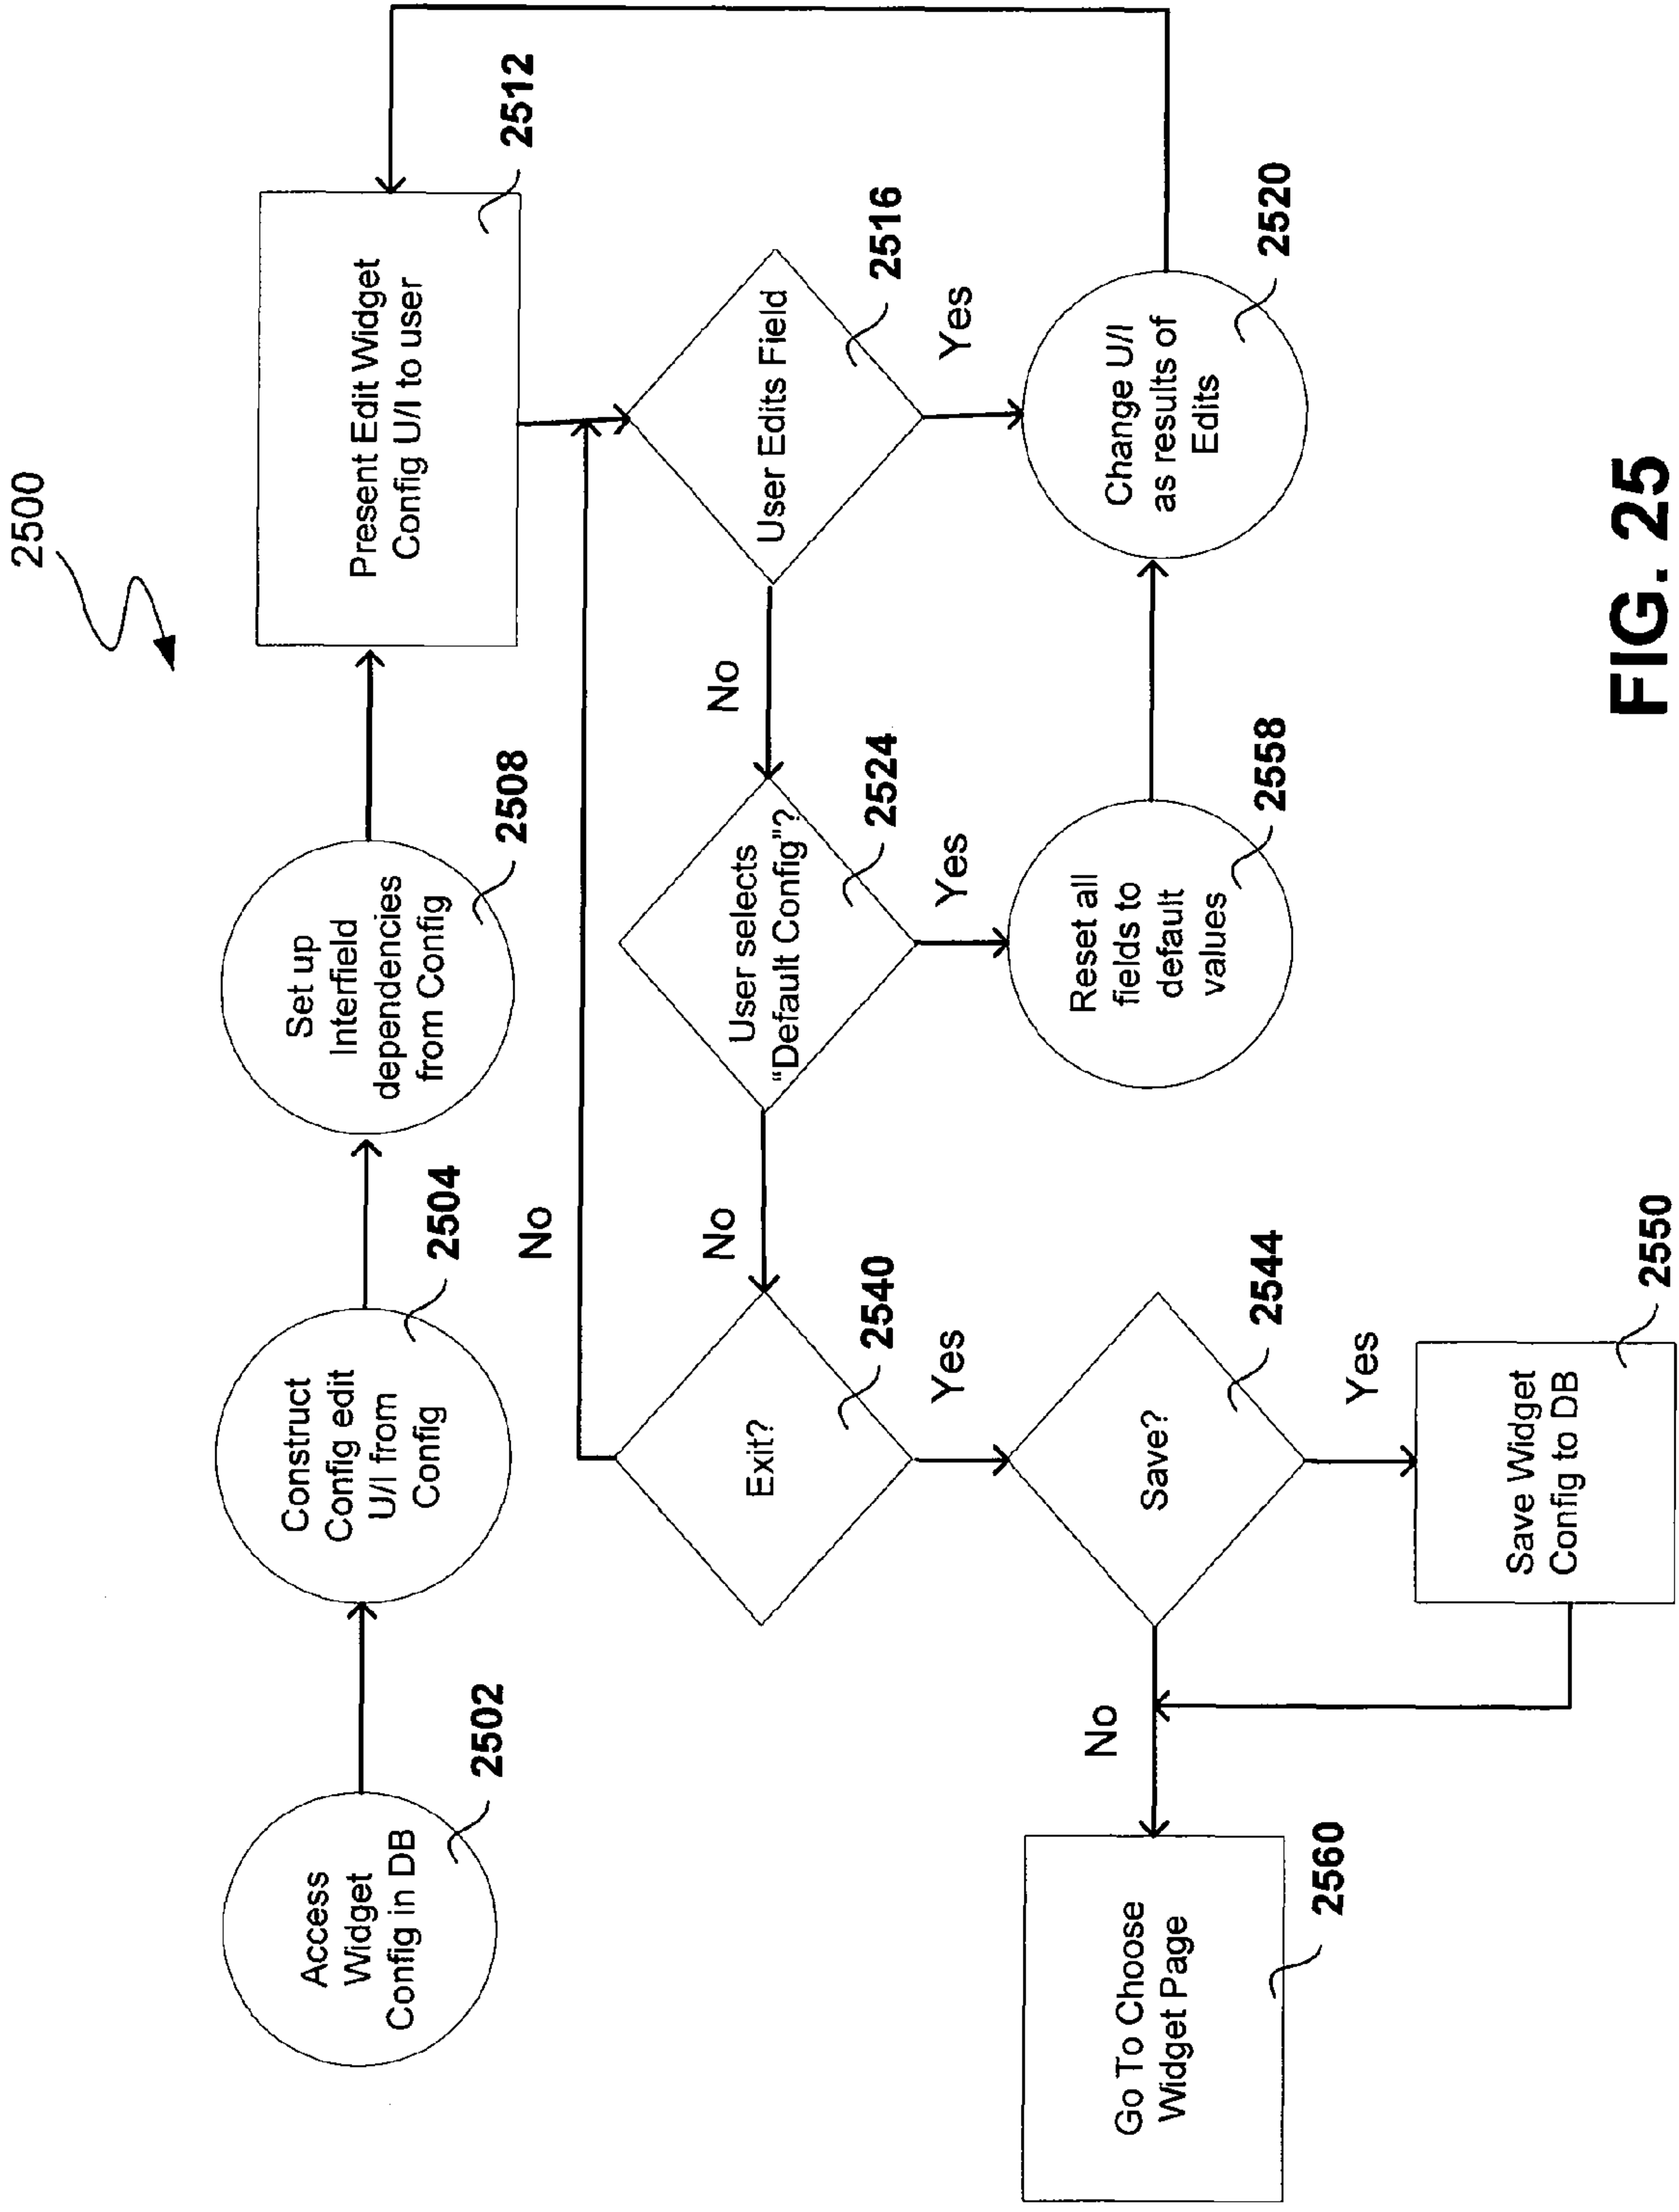 2500
Access
Widget
Config in DB
2502
Construct
Config edit
U/I from
Config
2504
Set up
Interfield
dependencies
from Config
2508
Present Edit Widget
Config U/I to user
2512
No
Exit?
2540
No
User selects
“Default Config”?
2524
No
User Edits Field
2516
Yes
Yes
Yes
Go To Choose
Widget Page
2560
No
Save?
2544
Reset all
fields to
default
values
2558
Change U/I
as results of
Edits
2520
Yes
Save Widget
Config to DB
2550
FIG. 25